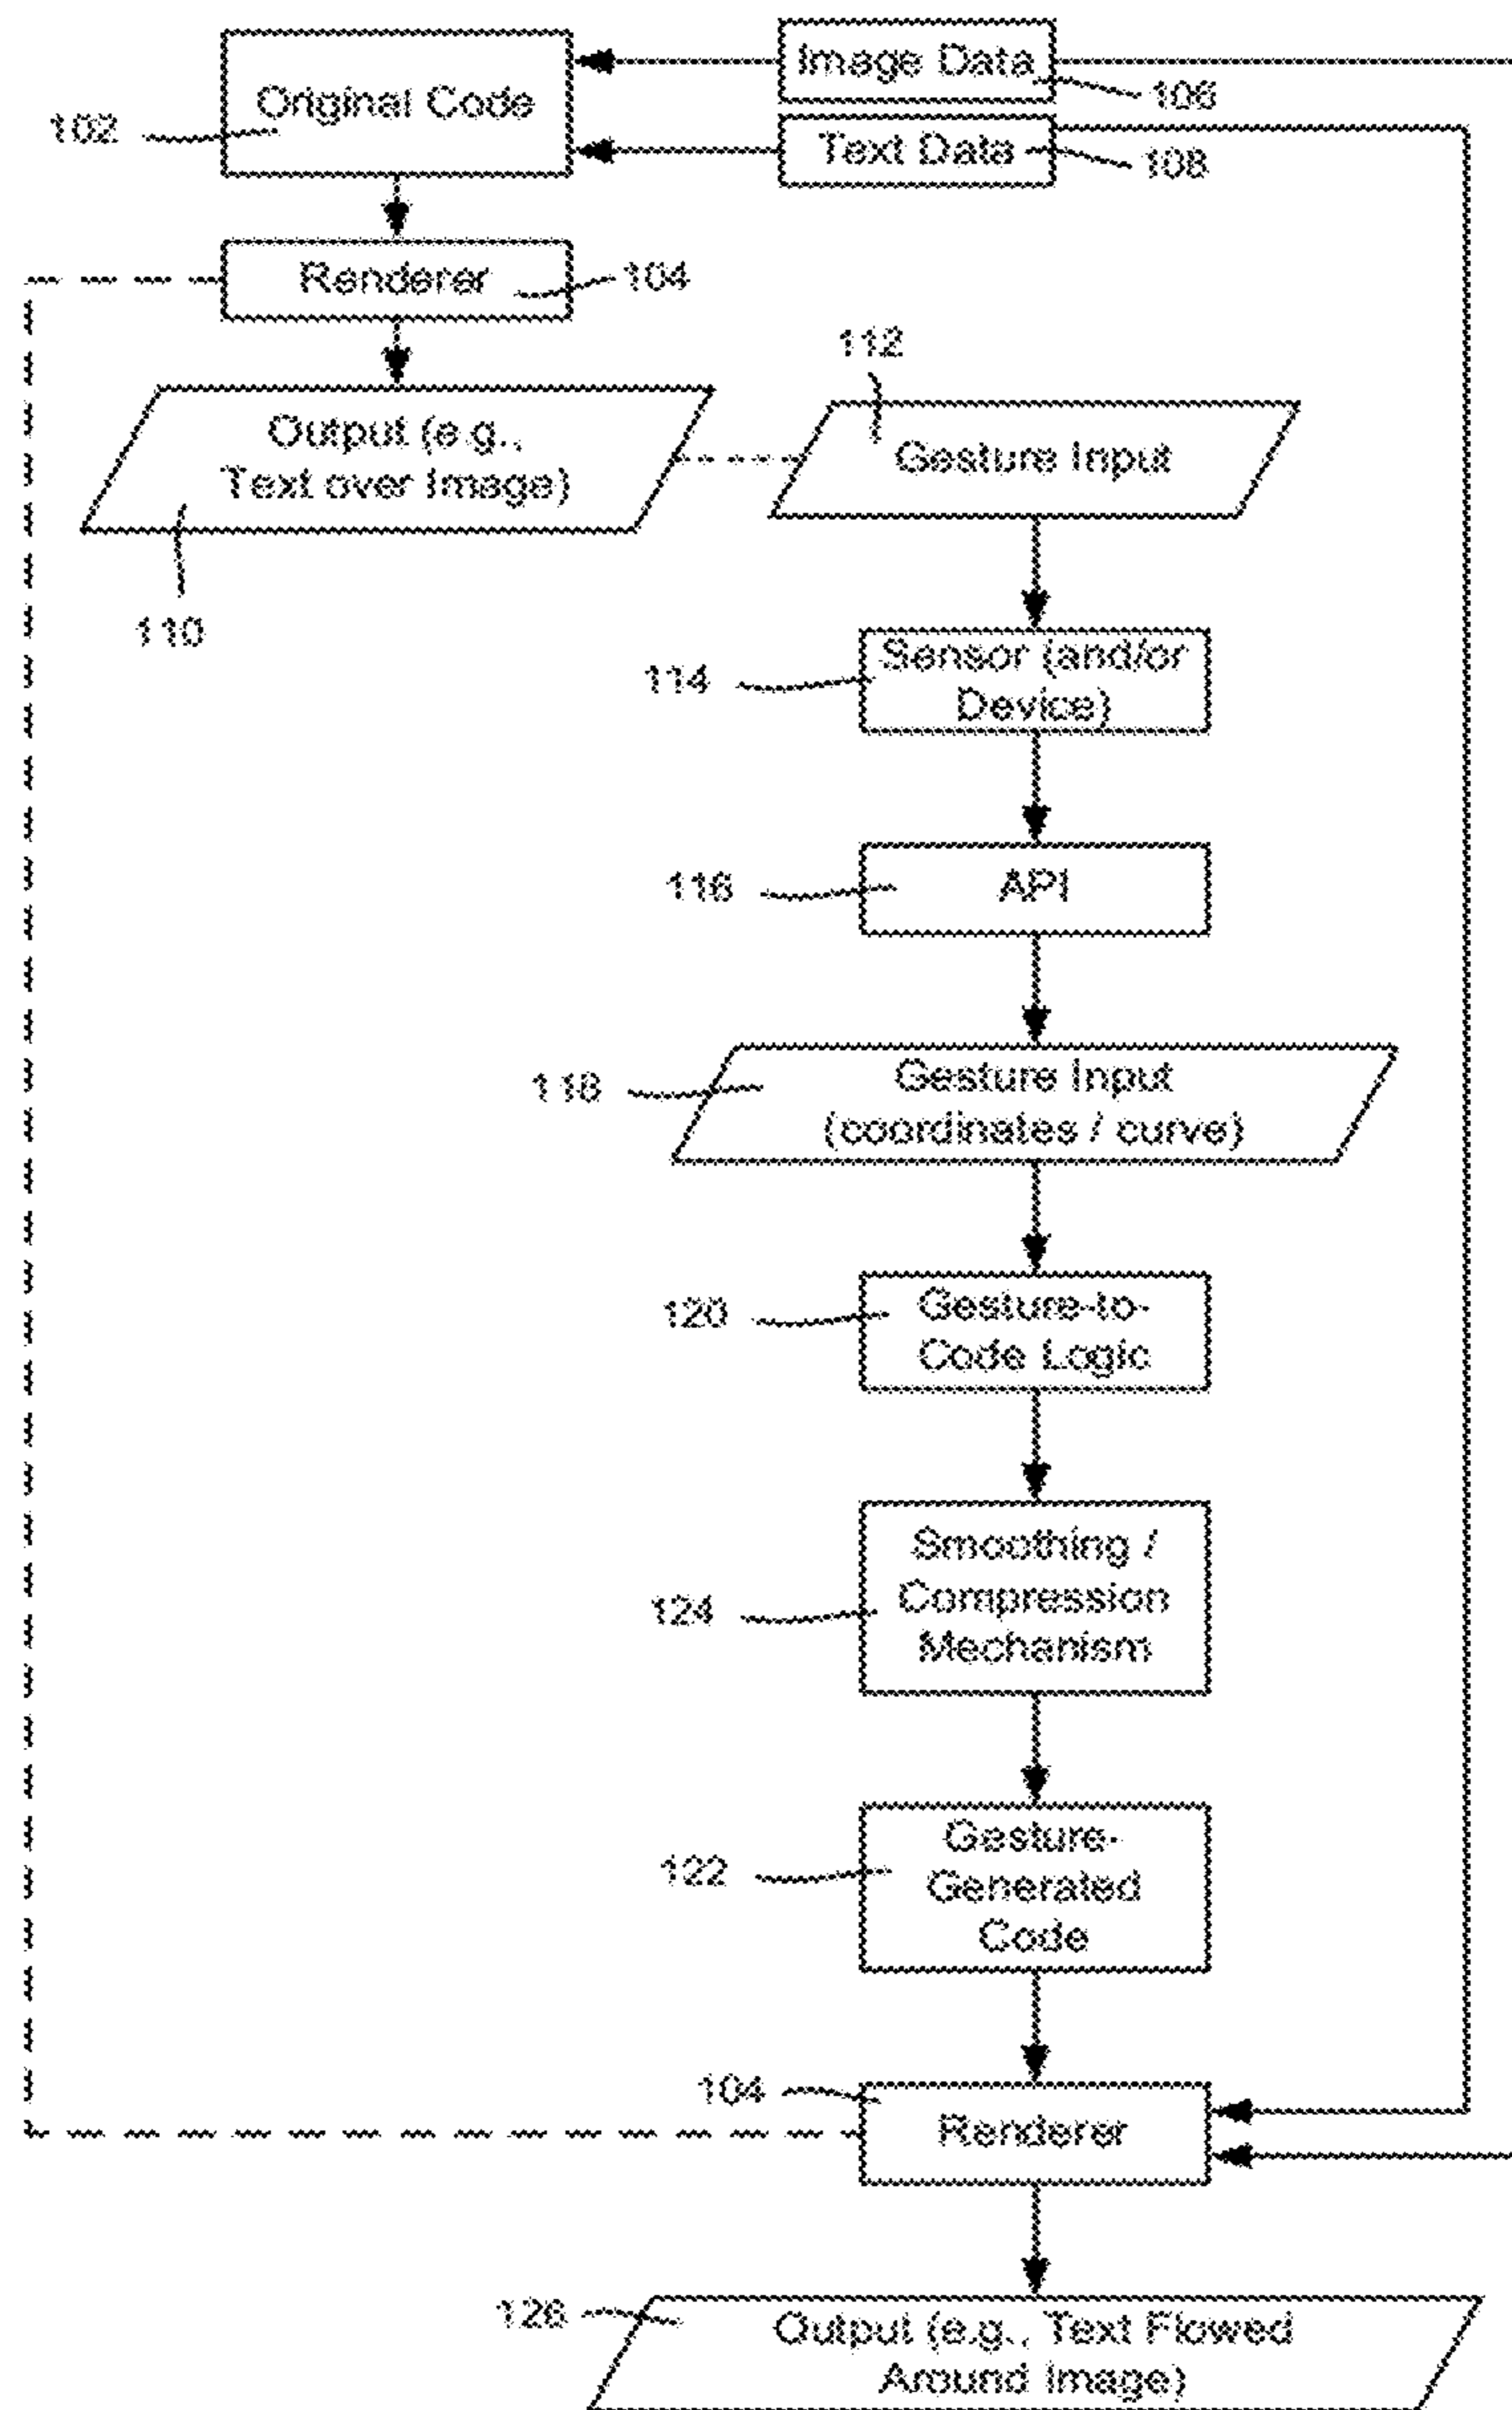 Image Data
106
Original Code
102
Text Data
108
Renderer
104
112
Output (e.g.,
Text over Image)
Gesture Input
110
114
Sensor (and/or
Device)
116
API
118
Gesture Input
(coordinates / curve)
120
Gesture-to-
Code Logic
124
Smoothing /
Compression
Mechanism
122
Gesture-
Generated
Code
104
Renderer
126
Output (e.g., Text Flowed
Around Image)